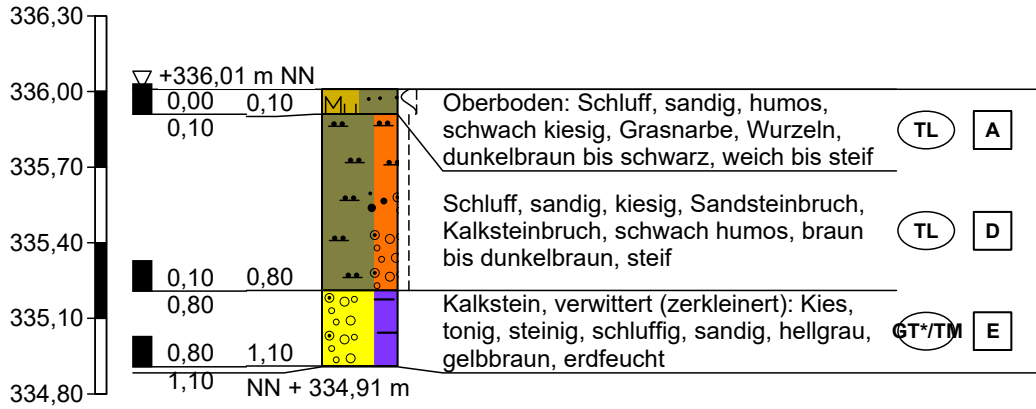 336,30
+336,01 m NN
336,00
0,00 0,10
0,10
Oberboden: Schluff, sandig, humos,
schwach kiesig, Grasnarbe, Wurzeln,
dunkelbraun bis schwarz, weich bis steif
TL A
Mu
335,70
Schluff, sandig, kiesig, Sandsteinbruch,
Kalksteinbruch, schwach humos, braun
bis dunkelbraun, steif
TL D
335,40
0,10 0,80
0,80
335,10
Kalkstein, verwittert (zerkleinert): Kies,
tonig, steinig, schluffig, sandig, hellgrau,
gelbbraun, erdfeucht
GT*/TM E
0,80 1,10
1,10
NN + 334,91 m
334,80